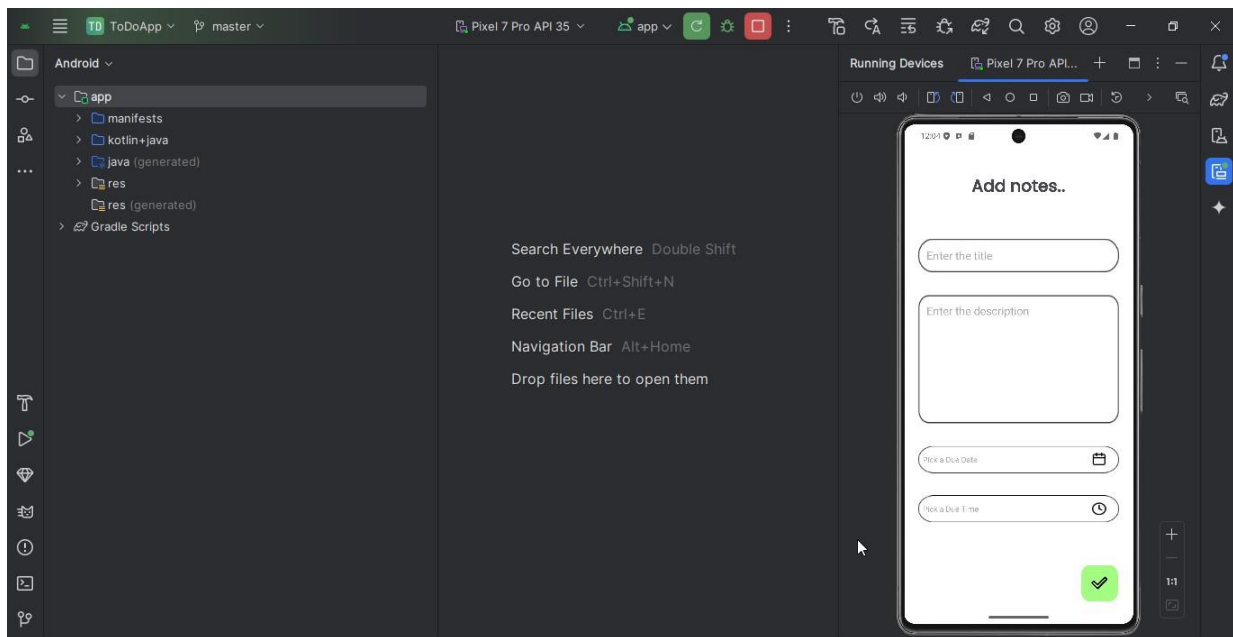 TD ToDoApp master Pixel 7 Pro API 35 app
Android
Running Devices Pixel 7 Pro API...
app
manifests
kotlin+java
java (generated)
res
res (generated)
Gradle Scripts
Search Everywhere Double Shift
Go to File Ctrl+Shift+N
Recent Files Ctrl+E
Navigation Bar Alt+Home
Drop files here to open them
12:04
Add notes..
Enter the title
Enter the description
Pick a Due Date
Pick a Due Time
1:1